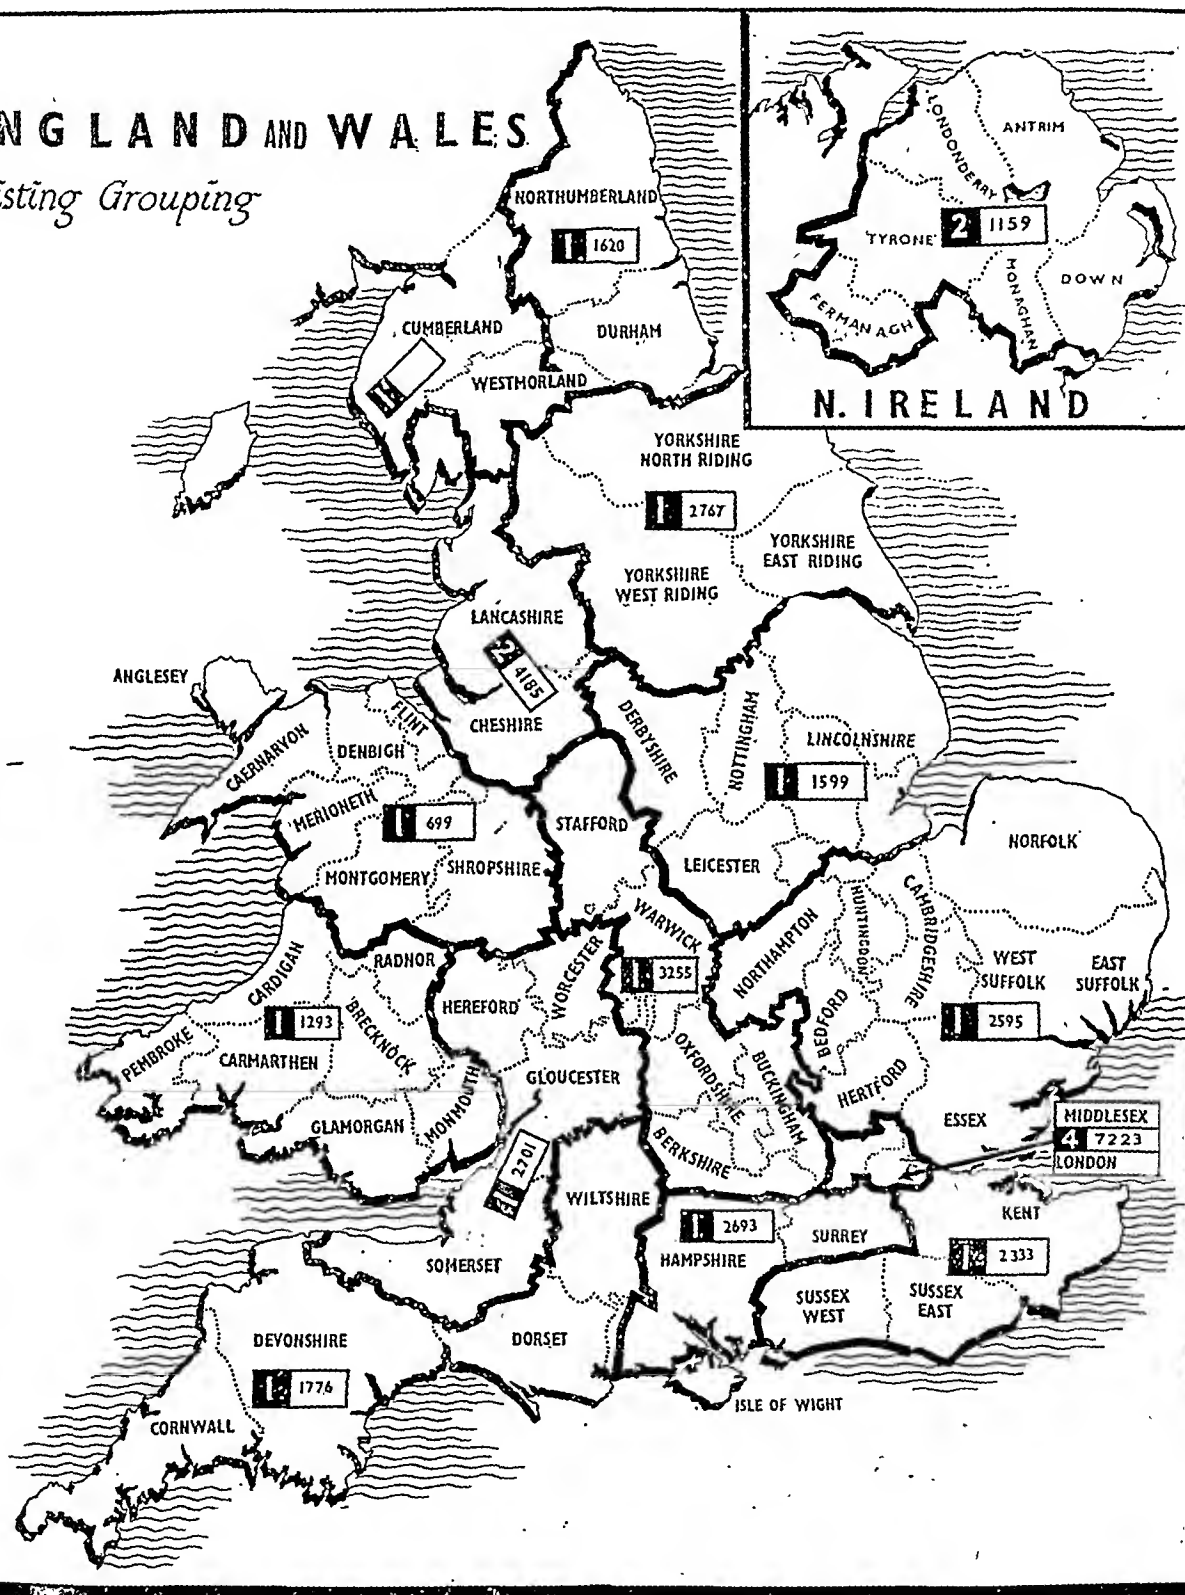 NGLAND AND WALES
isting Grouping
NORTHUMBERLAND
1 1620
CUMBERLAND
DURHAM
1
WESTMORLAND
LONDONDERRY
ANTRIM
'TYRONE'
2 1159
MONAGHAN
DOWN
FERMANAGH
N. IRELAND
YORKSHIRE
NORTH RIDING
1 2767
YORKSHIRE
EAST RIDING
YORKSHIRE
WEST RIDING
LANCASHIRE
2 4185
ANGLESEY
CAERNARVON
DENBIGH
FLINT
CHESHIRE
DERBYSHIRE
NOTTINGHAM
LINCOLNSHIRE
1 1599
'MERIONETH
1 699
STAFFORD
MONTGOMERY
SHROPSHIRE
LEICESTER
NORFOLK
CARDIGAN
RADNOR
HEREFORD
WORCESTER
WARWICK
1 3255
NORTHAMPTON
HUNTINGDON
CAMBRIDGESHIRE
WEST
SUFFOLK
EAST
SUFFOLK
1 2595
PEMBROKE
1 1293
CARMARTHEN
BRECKNOCK
GLAMORGAN
MONMOUTH
GLOUCESTER
OXFORDSHIRE
BUCKINGHAM
BEDFORD
HERTFORD
ESSEX
MIDDLESEX
4 7223
LONDON
BERKSHIRE
2701
WILTSHIRE
1 2693
HAMPSHIRE
SURREY
KENT
2333
SOMERSET
SUSSEX
WEST
SUSSEX
EAST
DEVONSHIRE
1776
DORSET
CORNWALL
ISLE OF WIGHT